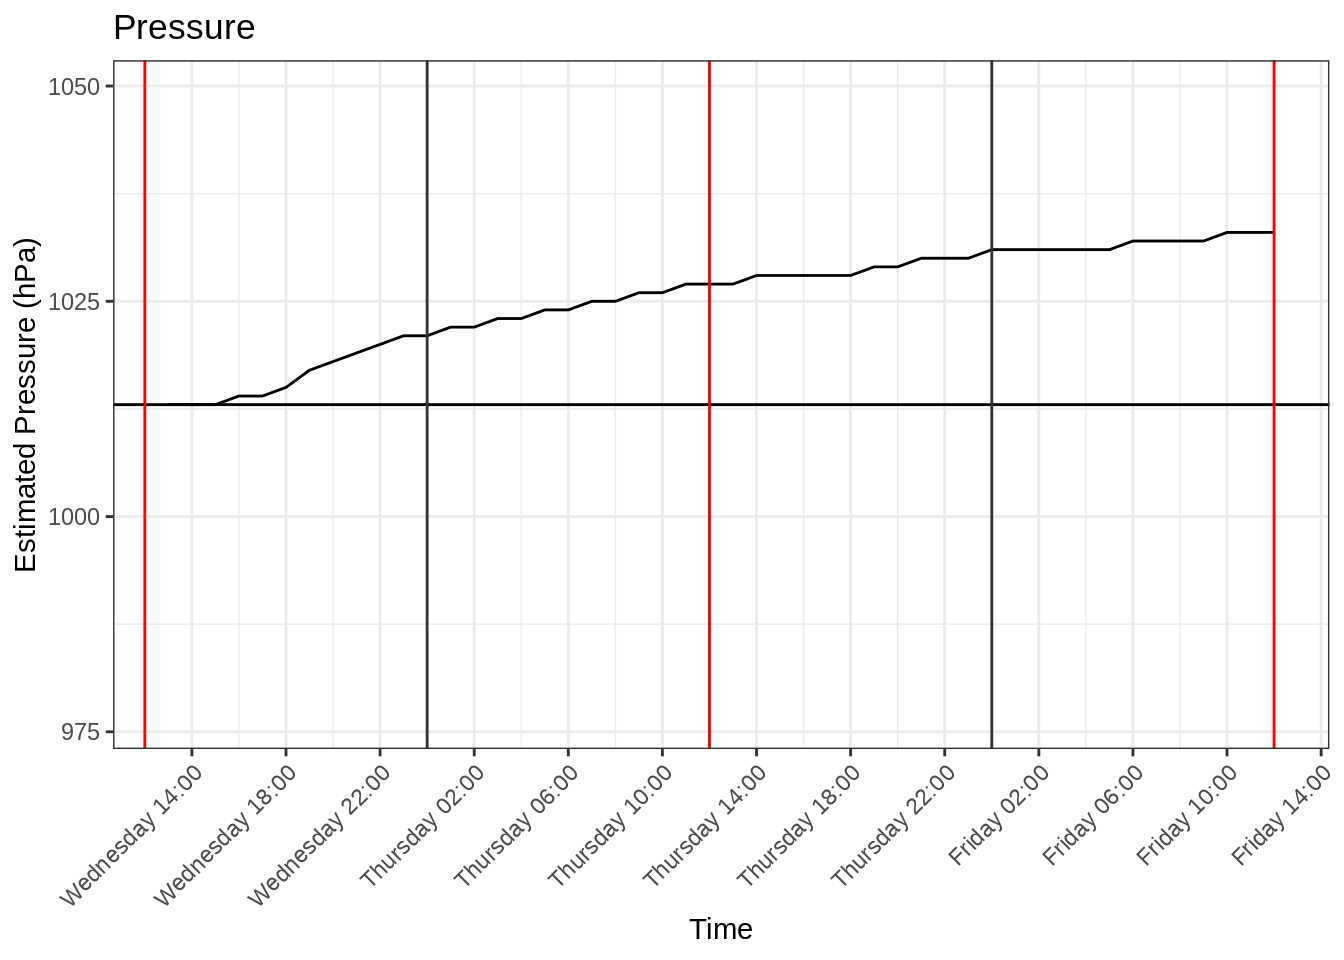 Pressure
Estimated Pressure (hPa)
1050
1025
1000
975
Wednesday 14:00
Wednesday 18:00
Wednesday 22:00
Thursday 02:00
Thursday 06:00
Thursday 10:00
Thursday 14:00
Thursday 18:00
Thursday 22:00
Friday 02:00
Friday 06:00
Friday 10:00
Friday 14:00
Time